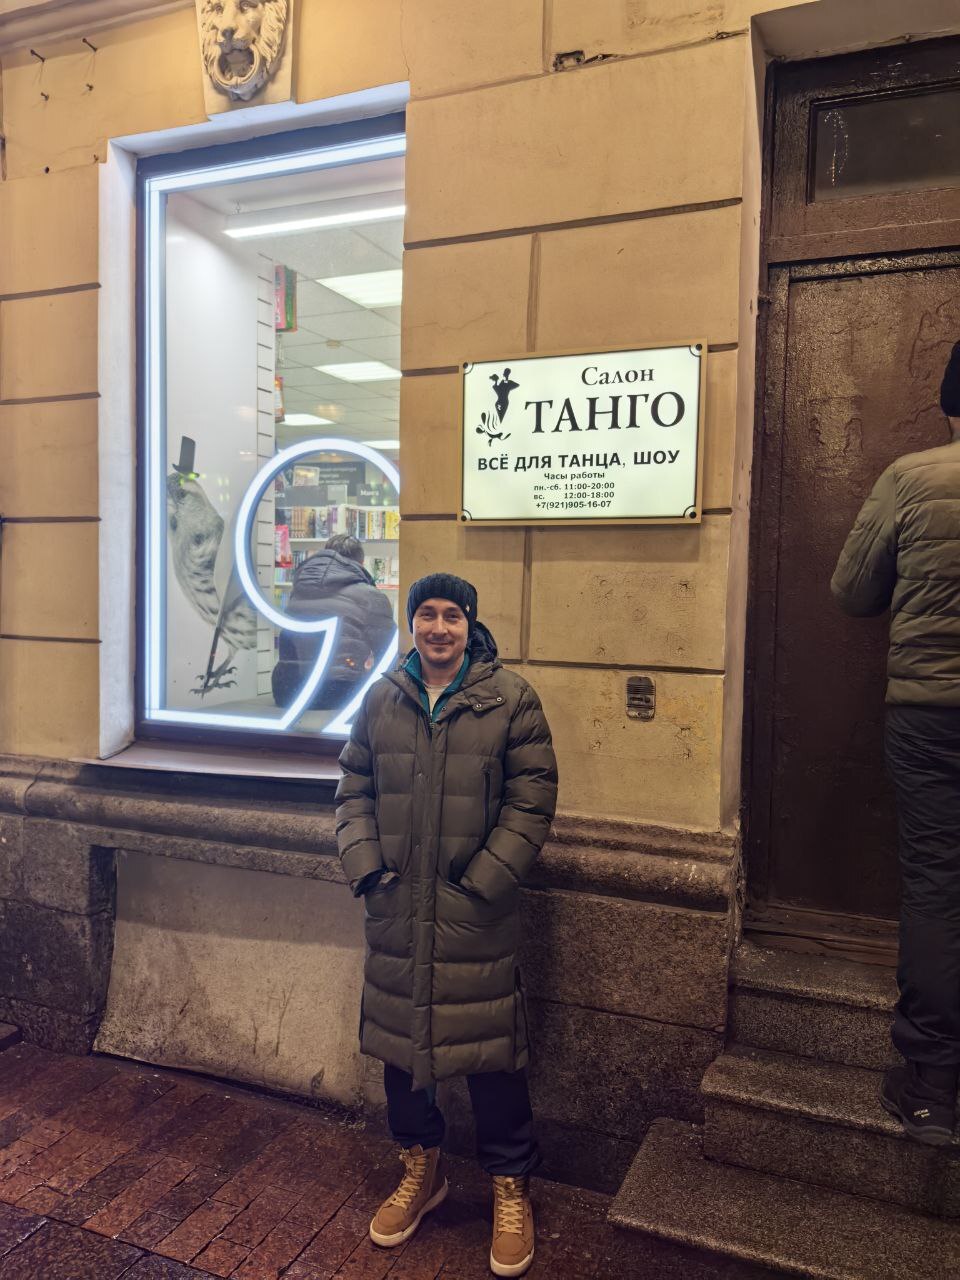 Салон
ТАНГО
ВСЁ ДЛЯ ТАНЦА, ШОУ
Часы работы
пн.-сб. 11:00-20:00
вс. 12:00-18:00
+7(921)905-16-07
Манга